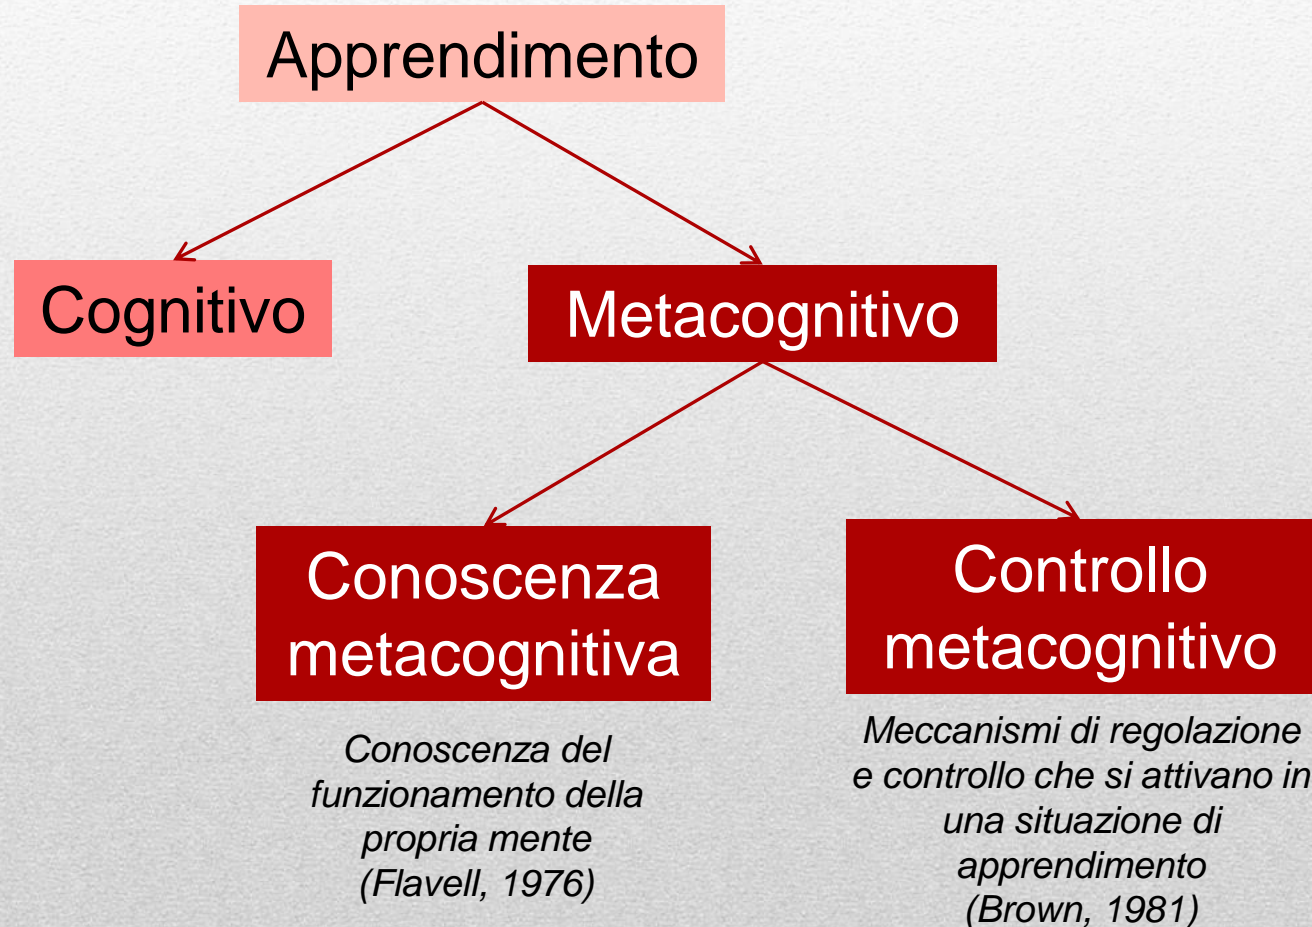 Apprendimento
Cognitivo
Metacognitivo
Conoscenza
metacognitiva
Conoscenza del
funzionamento della
propria mente
(Flavell, 1976)
Controllo
metacognitivo
Meccanismi di regolazione
e controllo che si attivano in
una situazione di
apprendimento
(Brown, 1981)